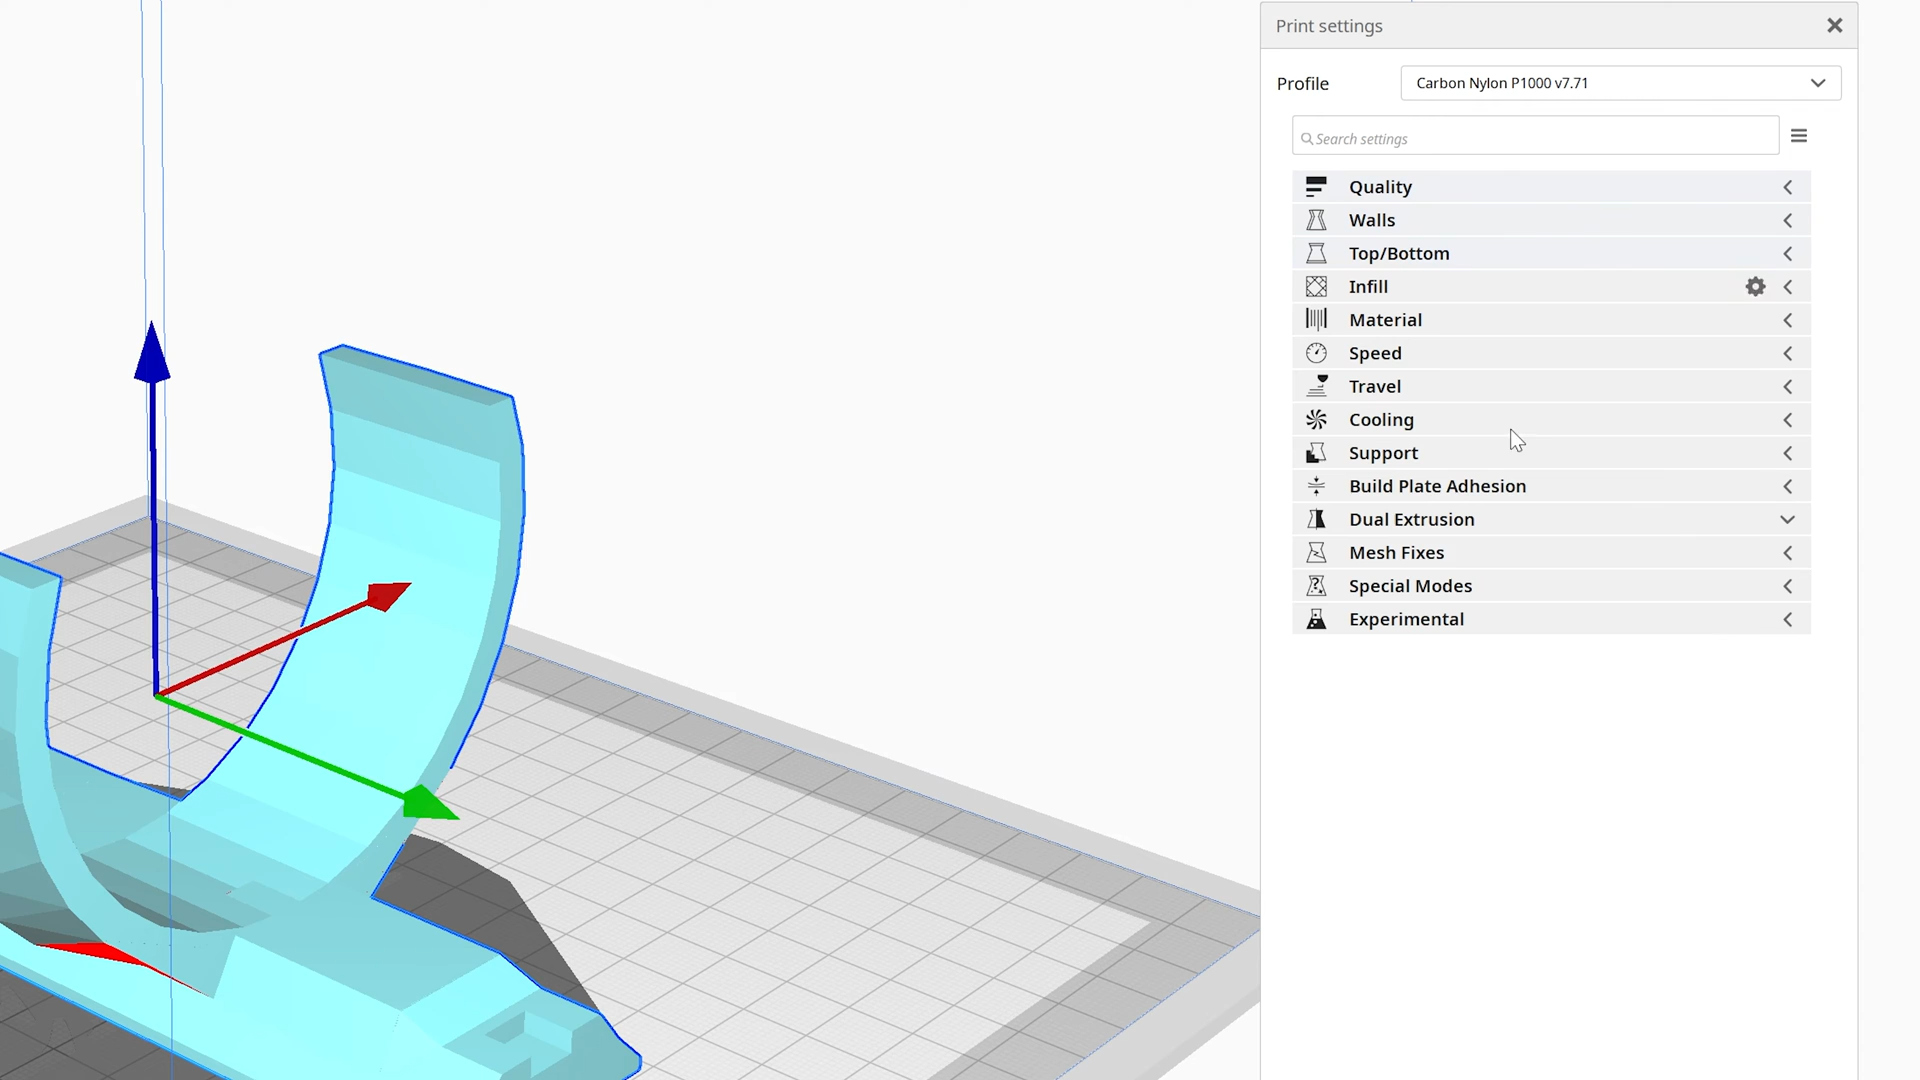 Print settings
Profile
Carbon Nylon P1000 v7.71
Search settings
Quality
Walls
Top/Bottom
Infill
Material
Speed
Travel
Cooling
Support
Build Plate Adhesion
Dual Extrusion
Mesh Fixes
Special Modes
Experimental